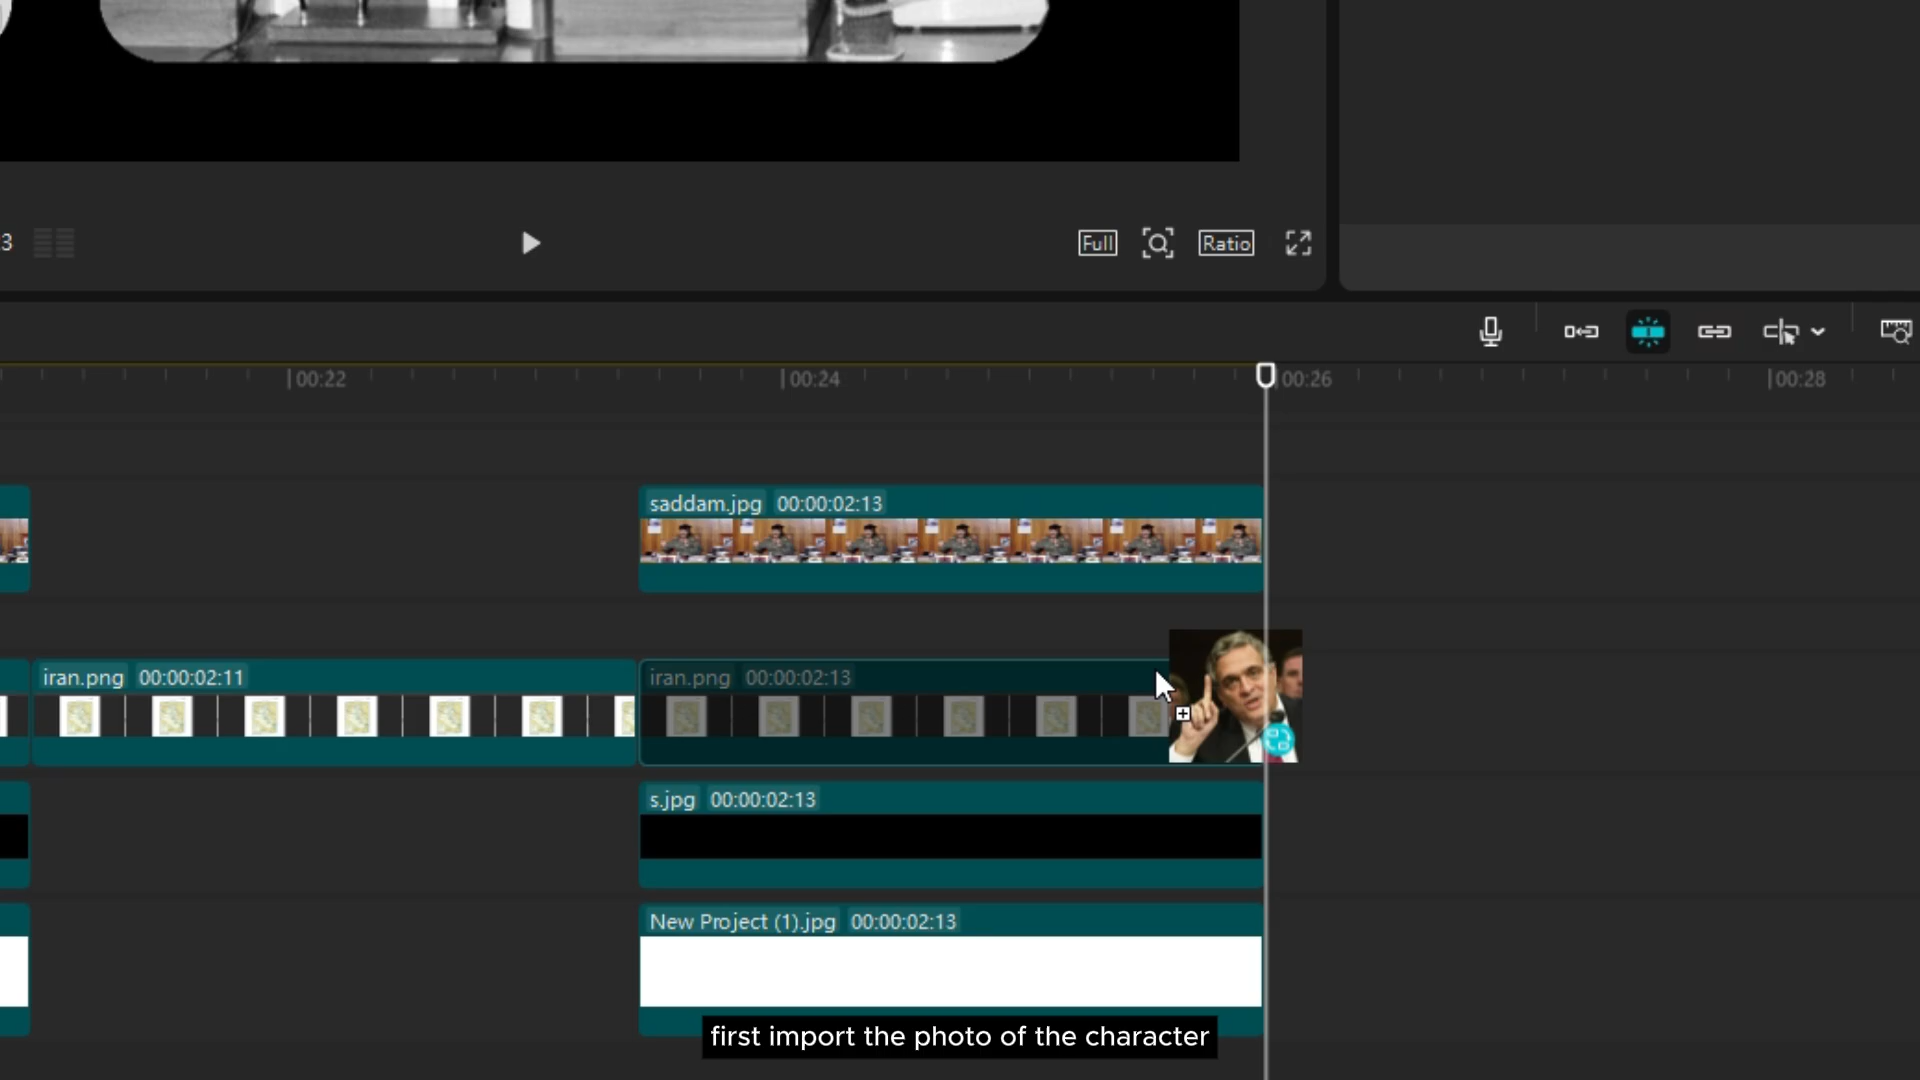 3
Full
Ratio
00:22
00:24
00:26
00:28
saddam.jpg 00:00:02:13
iran.png 00:00:02:11
iran.png 00:00:02:13
s.jpg 00:00:02:13
New Project (1).jpg 00:00:02:13
first import the photo of the character